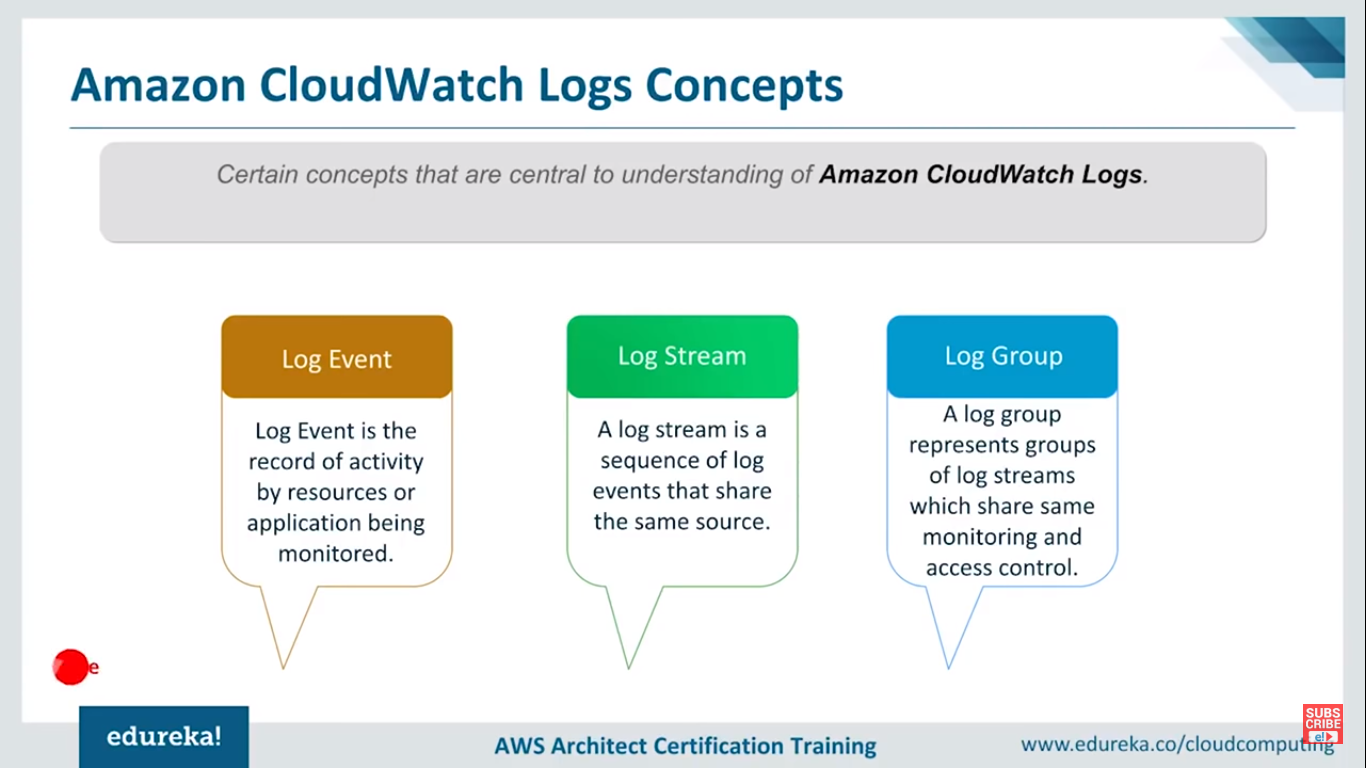 Amazon CloudWatch Logs Concepts
Certain concepts that are central to understanding of Amazon CloudWatch Logs.
Log Event
Log Event is the
record of activity
by resources or
application being
monitored.
Log Stream
A log stream is a
sequence of log
events that share
the same source.
Log Group
A log group
represents groups
of log streams
which share same
monitoring and
access control.
e
edureka!
AWS Architect Certification Training
www.edureka.co/cloudcomputing
SUBS
CRIBE
e!